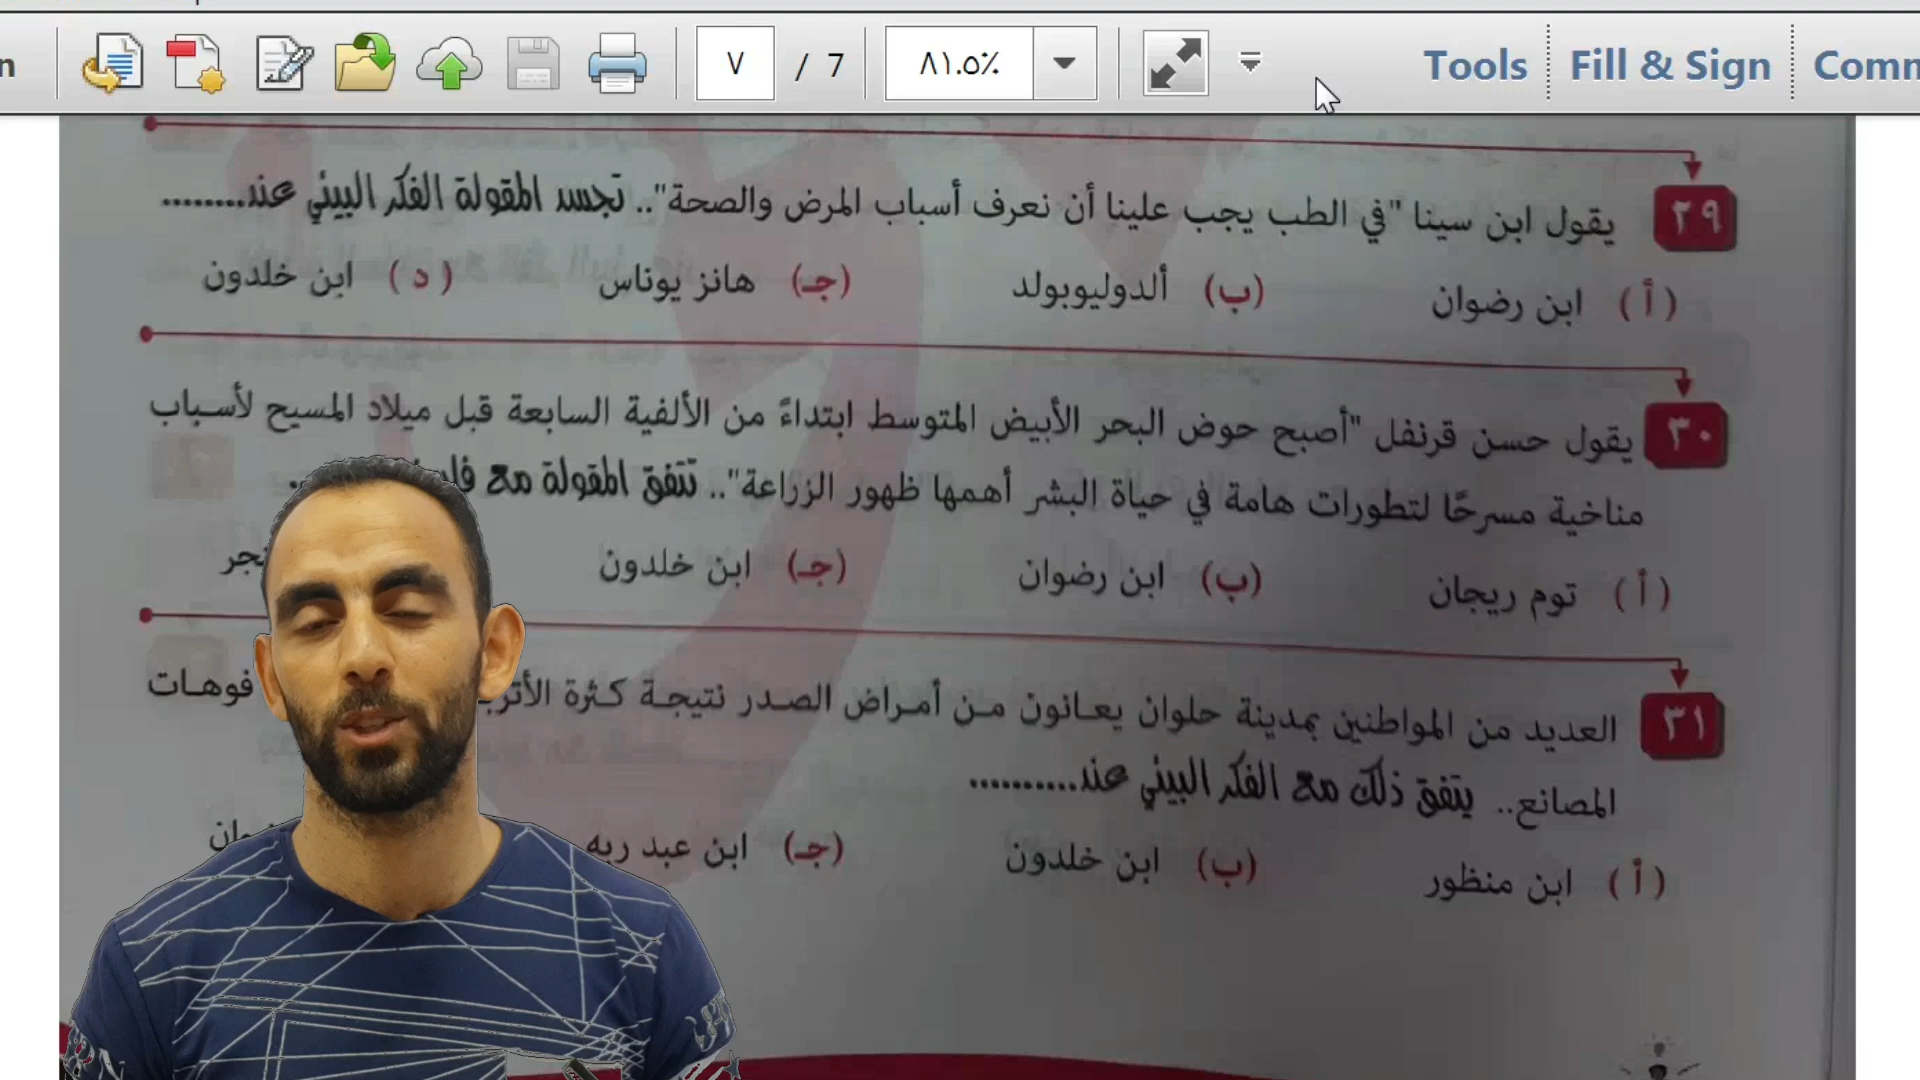 ٧ / 7 ٨١.٥٪ Tools Fill & Sign
٢٩ يقول ابن سينا "في الطب يجب علينا أن نعرف أسباب المرض والصحة".. تجسد المقولة الفكر البيئي عند........
(أ) ابن رضوان (ب) ألدوليوبولد (جـ) هانز يوناس (د) ابن خلدون
٣٠ يقول حسن قرنفل "أصبح حوض البحر الأبيض المتوسط ابتداءً من الألفية السابعة قبل ميلاد المسيح لأسباب
مناخية مسرحًا لتطورات هامة في حياة البشر أهمها ظهور الزراعة".. تتفق المقولة مع
(أ) توم ريجان (ب) ابن رضوان (جـ) ابن خلدون
٣١ العديد من المواطنين بمدينة حلوان يعانون من أمراض الصدر نتيجة كثرة فوهات
المصانع.. يتفق ذلك مع الفكر البيئي عند..........
(أ) ابن منظور (ب) ابن خلدون (جـ) ابن عبد ربه